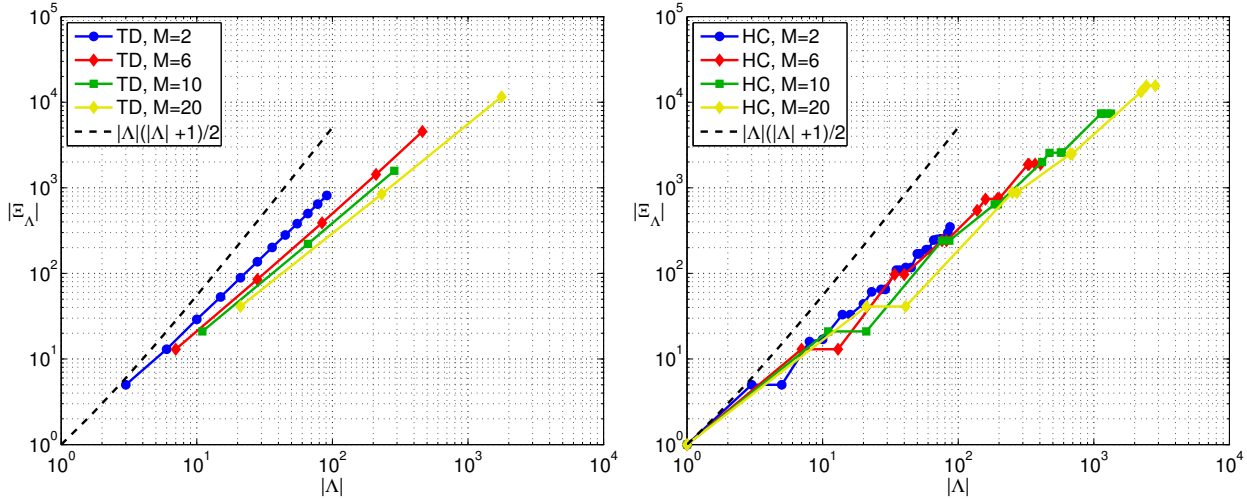 10^5
10^4
10^3
10^2
10^1
10^0
|Ξ_Λ|
TD, M=2
TD, M=6
TD, M=10
TD, M=20
|Λ|(|Λ| +1)/2
10^0 10^1 10^2 10^3 10^4
|Λ|
10^5
10^4
10^3
10^2
10^1
10^0
|Ξ_Λ|
HC, M=2
HC, M=6
HC, M=10
HC, M=20
|Λ|(|Λ| +1)/2
10^0 10^1 10^2 10^3 10^4
|Λ|